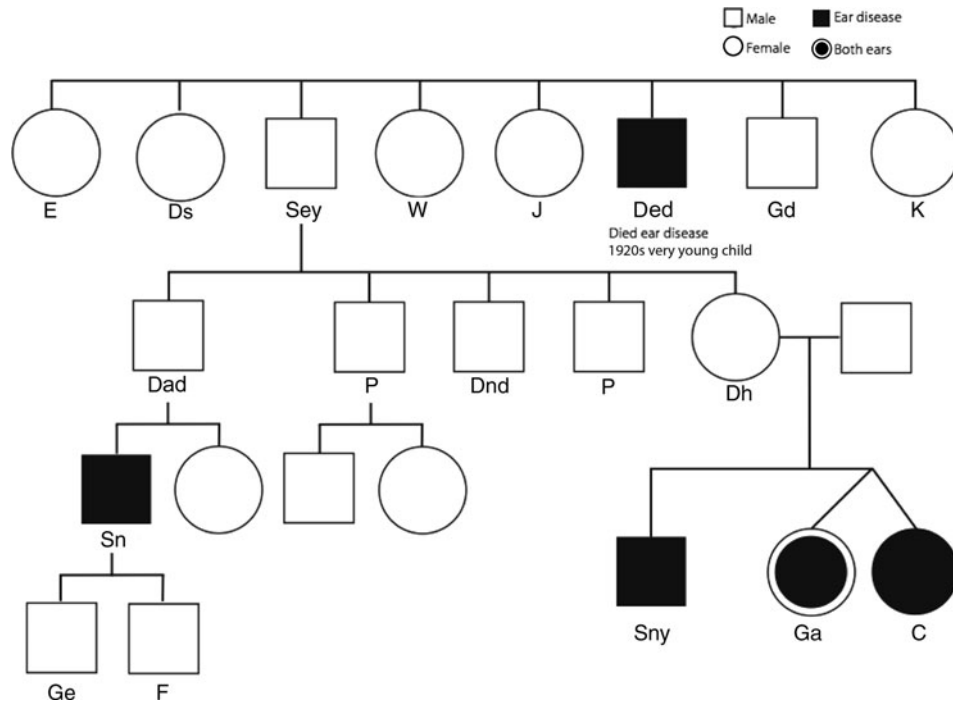 Male
Ear disease
Female
Both ears
E
Ds
Sey
W
J
Ded
Gd
K
Died ear disease
1920s very young child
Dad
P
Dnd
P
Dh
Sn
Sny
Ga
C
Ge
F